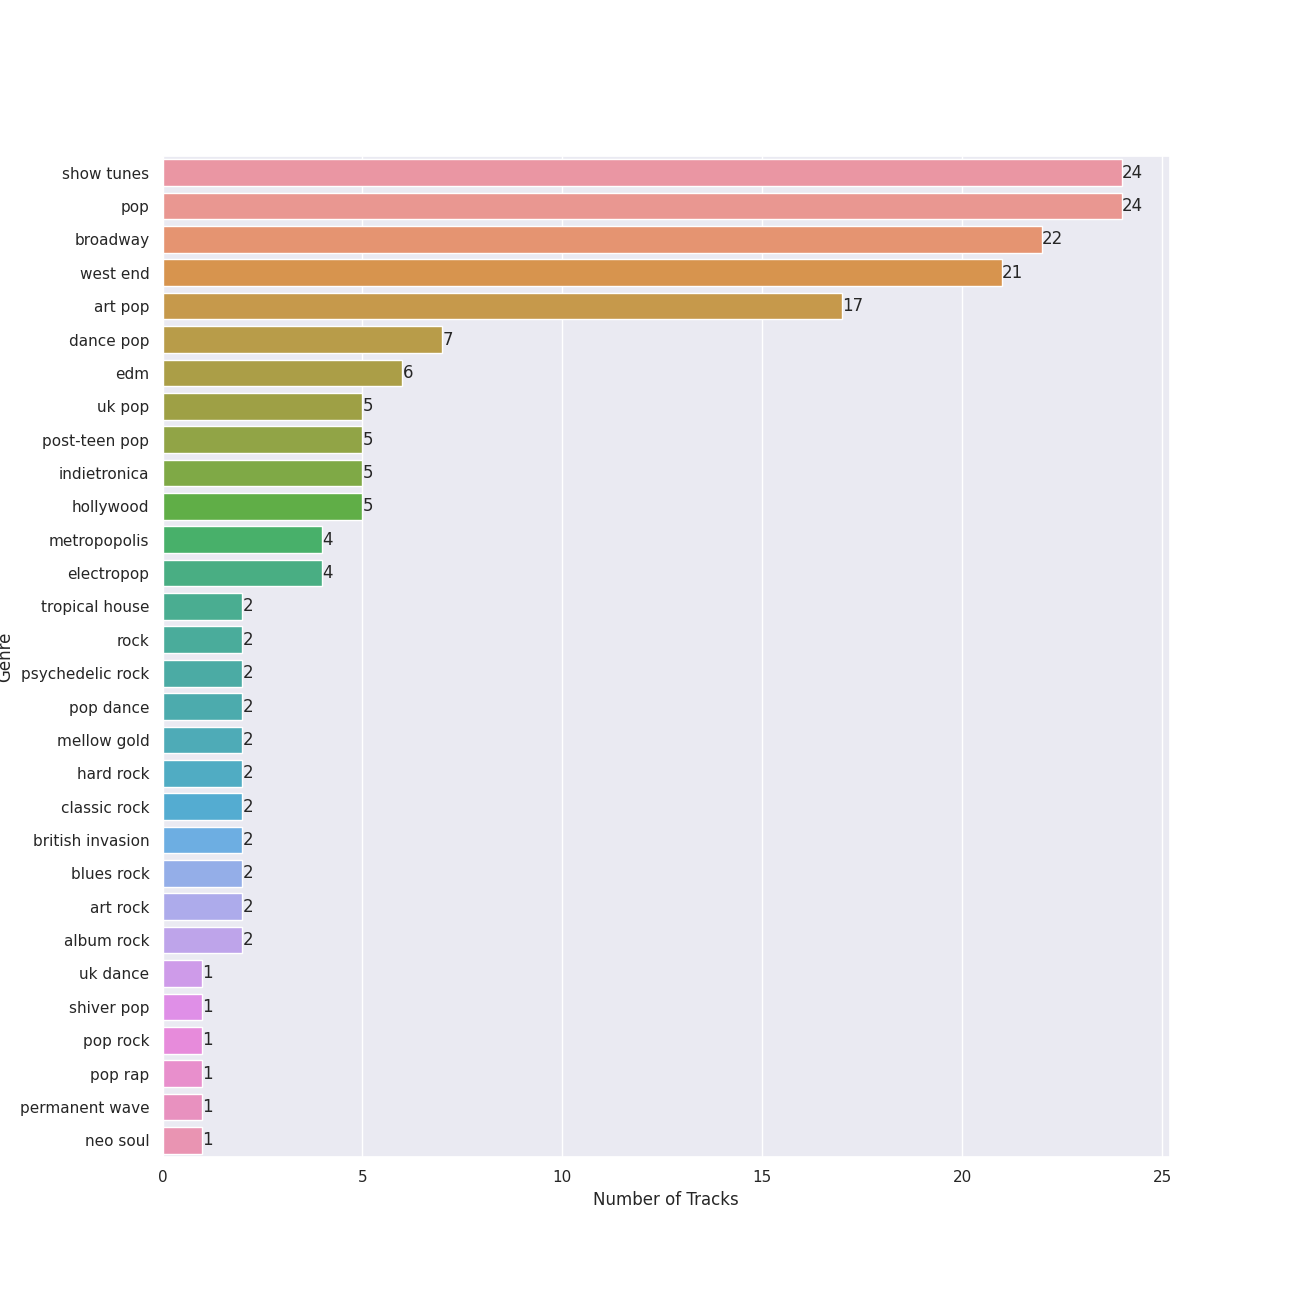 show tunes 24
pop 24
broadway 22
west end 21
art pop 17
dance pop 7
edm 6
uk pop 5
post-teen pop 5
indietronica 5
hollywood 5
metropopolis 4
electropop 4
tropical house 2
rock 2
psychedelic rock 2
pop dance 2
mellow gold 2
hard rock 2
classic rock 2
british invasion 2
blues rock 2
art rock 2
album rock 2
uk dance 1
shiver pop 1
pop rock 1
pop rap 1
permanent wave 1
neo soul 1
Genre
0 5 10 15 20 25
Number of Tracks